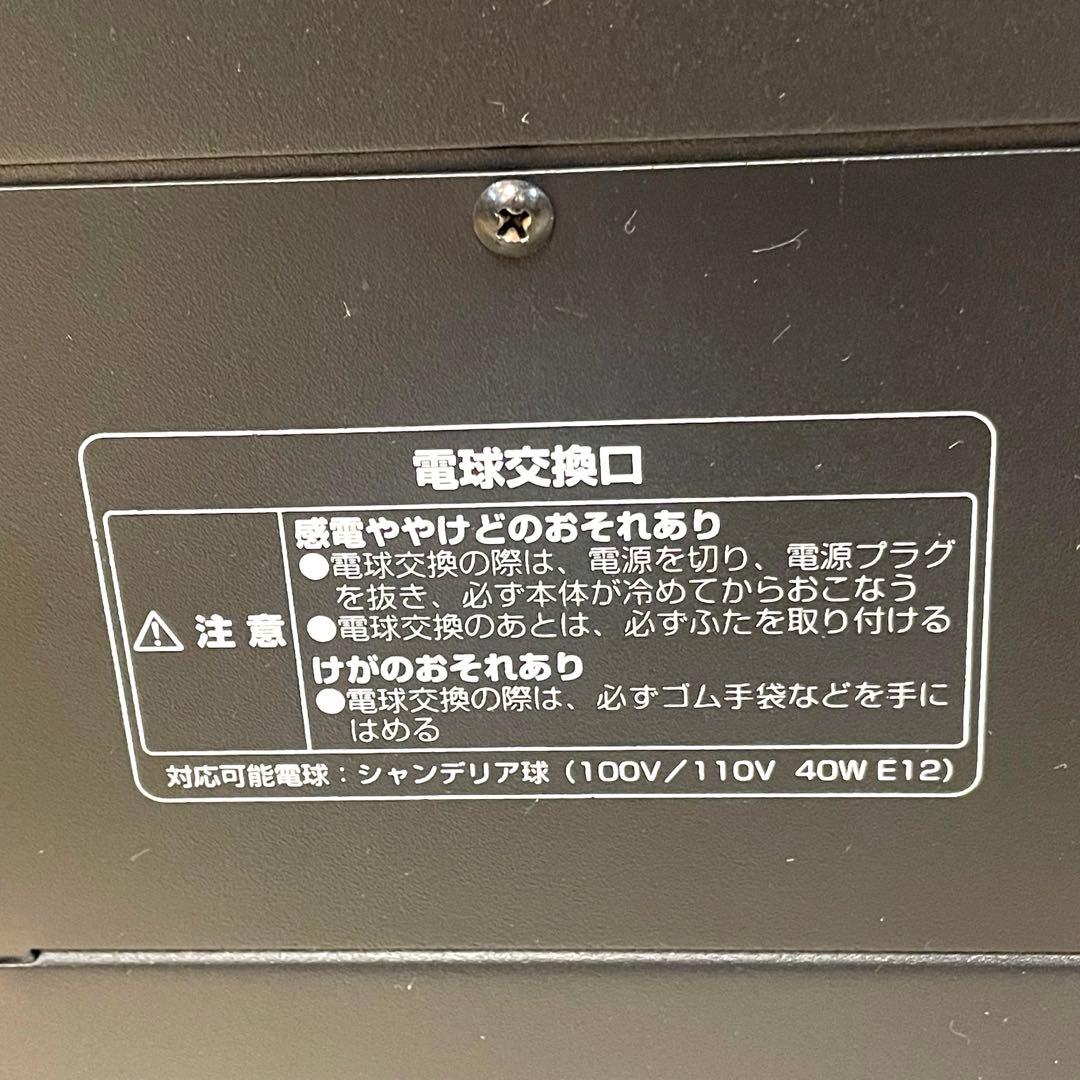 電球交換口
感電ややけどのおそれあり
●電球交換の際は、電源を切り、電源プラグ
を抜き、必ず本体が冷めてからおこなう
⚠注意
●電球交換のあとは、必ずふたを取り付ける
けがのおそれあり
●電球交換の際は、必ずゴム手袋などを手に
はめる
対応可能電球：シャンデリア球（100V／110V 40W E12）